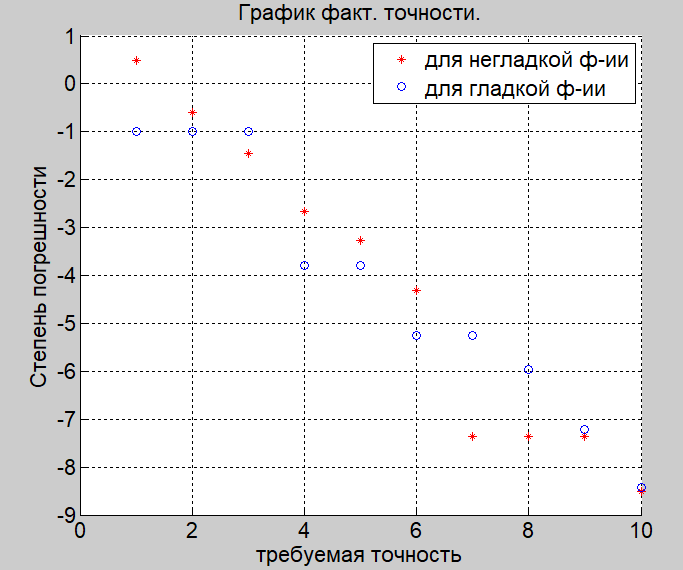 График факт. точности.
для негладкой ф-ии
для гладкой ф-ии
1
0
-1
-2
-3
-4
-5
-6
-7
-8
-9
Степень погрешности
0 2 4 6 8 10
требуемая точность